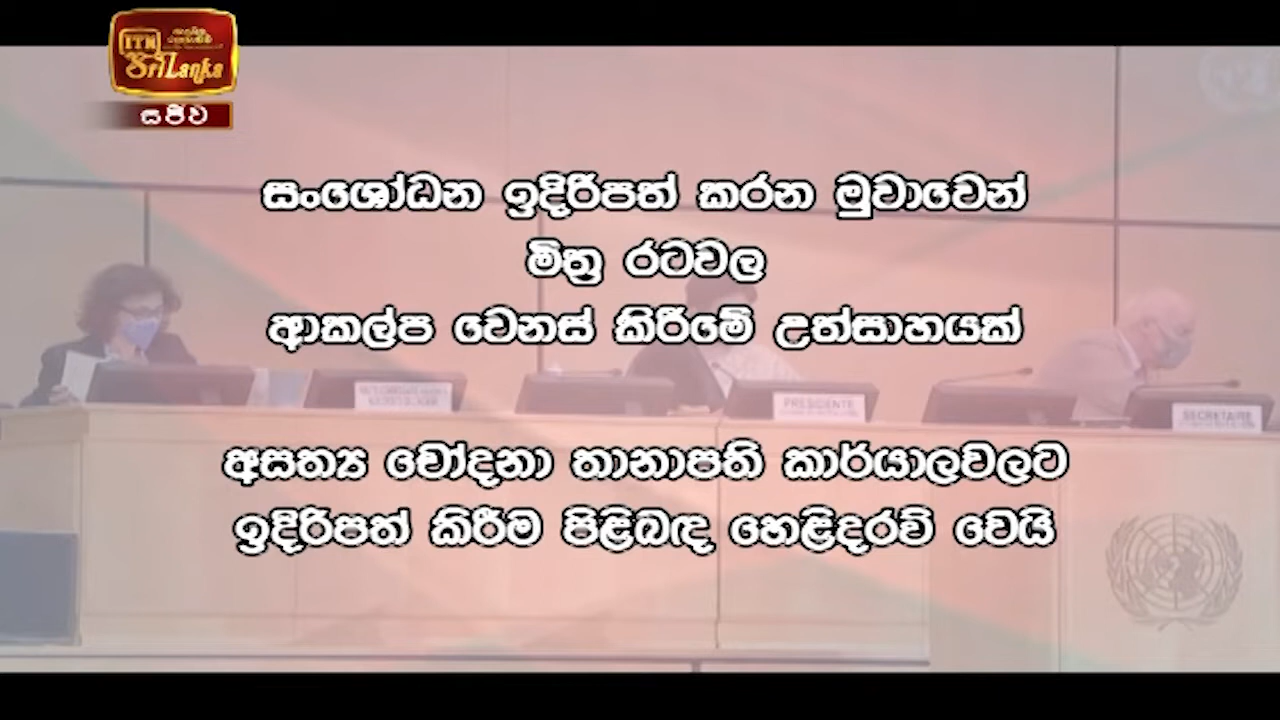 ITN
SriLanka
සජීව
සංශෝධන ඉදිරිපත් කරන මුවාවෙන්
මිත්‍ර රටවල
ආකල්ප වෙනස් කිරීමේ උත්සාහයක්
PRESIDENTE
SECRETAIRE
අසත්‍ය චෝදනා තානාපති කාර්යාලවලට
ඉදිරිපත් කිරීම පිළිබඳ හෙළිදරව් වෙයි